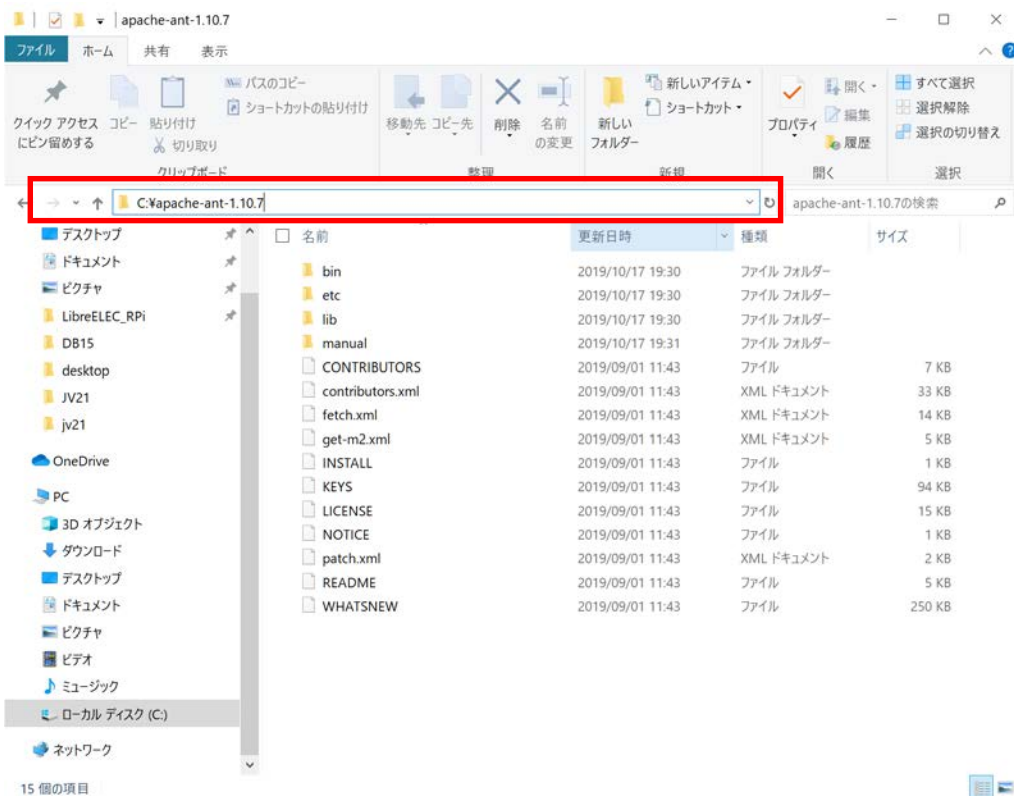 apache-ant-1.10.7
ファイル ホーム 共有 表示
クイック アクセスにピン留めする
コピー
貼り付け
パスのコピー
ショートカットの貼り付け
切り取り
移動先
コピー先
削除
名前の変更
新しいフォルダー
新しいアイテム
ショートカット
プロパティ
開く
編集
履歴
すべて選択
選択解除
選択の切り替え
クリップボード 整理 新規 開く 選択
C:¥apache-ant-1.10.7 apache-ant-1.10.7の検索
デスクトップ
ドキュメント
ピクチャ
LibreELEC_RPi
DB15
desktop
JV21
jv21
OneDrive
PC
3D オブジェクト
ダウンロード
デスクトップ
ドキュメント
ピクチャ
ビデオ
ミュージック
ローカル ディスク (C:)
ネットワーク
名前 更新日時 種類 サイズ
bin 2019/10/17 19:30 ファイル フォルダー
etc 2019/10/17 19:30 ファイル フォルダー
lib 2019/10/17 19:30 ファイル フォルダー
manual 2019/10/17 19:31 ファイル フォルダー
CONTRIBUTORS 2019/09/01 11:43 ファイル 7 KB
contributors.xml 2019/09/01 11:43 XML ドキュメント 33 KB
fetch.xml 2019/09/01 11:43 XML ドキュメント 14 KB
get-m2.xml 2019/09/01 11:43 XML ドキュメント 5 KB
INSTALL 2019/09/01 11:43 ファイル 1 KB
KEYS 2019/09/01 11:43 ファイル 94 KB
LICENSE 2019/09/01 11:43 ファイル 15 KB
NOTICE 2019/09/01 11:43 ファイル 1 KB
patch.xml 2019/09/01 11:43 XML ドキュメント 2 KB
README 2019/09/01 11:43 ファイル 5 KB
WHATSNEW 2019/09/01 11:43 ファイル 250 KB
15 個の項目